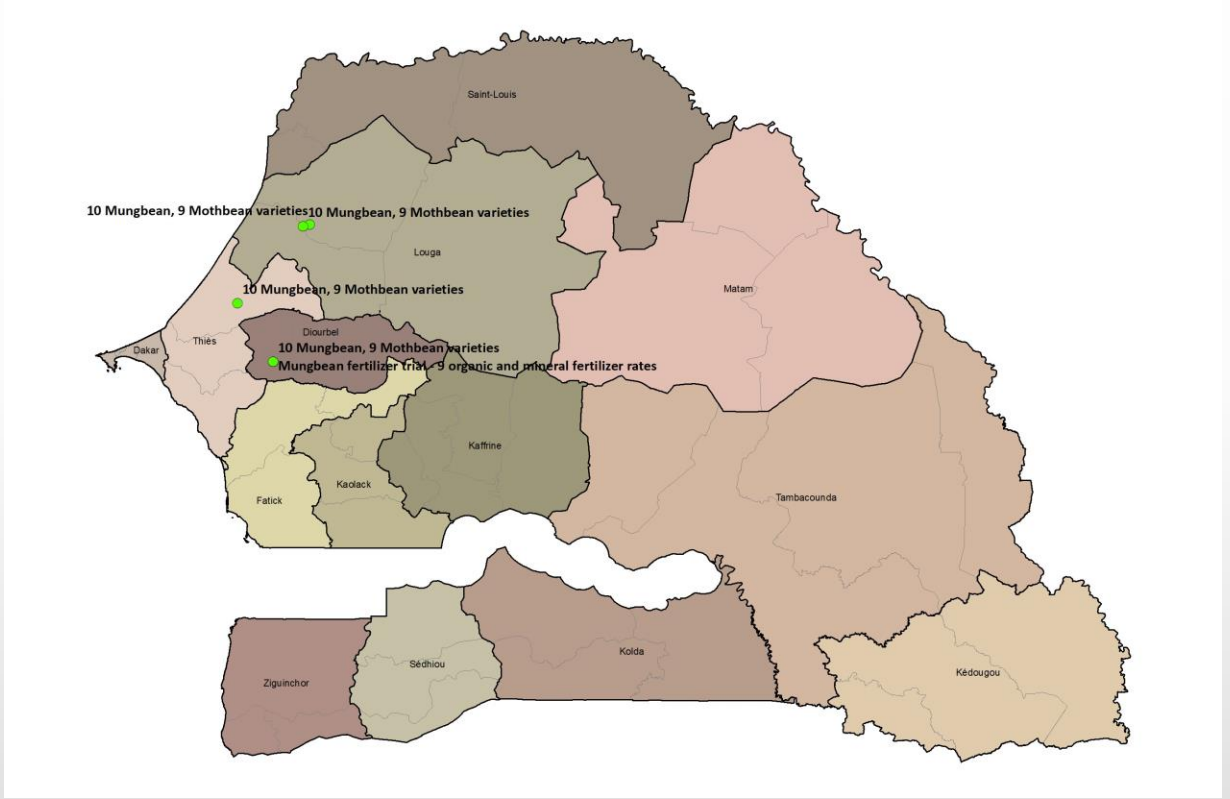 Saint-Louis
10 Mungbean, 9 Mothbean varieties
10 Mungbean, 9 Mothbean varieties
Louga
Matam
10 Mungbean, 9 Mothbean varieties
Diourbel
Thiès
Dakar
10 Mungbean, 9 Mothbean varieties
Mungbean fertilizer trial - 9 organic and mineral fertilizer rates
Kaffrine
Kaolack
Fatick
Tambacounda
Kolda
Sédhiou
Kédougou
Ziguinchor